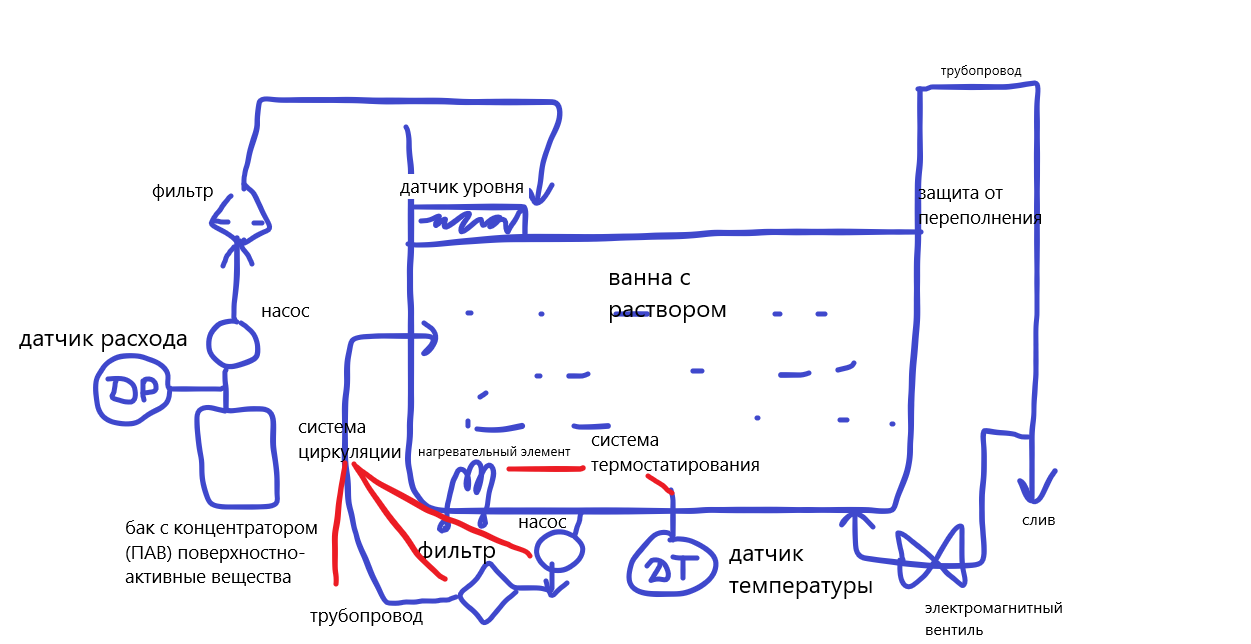 трубопровод
фильтр
датчик уровня
защита от
переполнения
ванна с
раствором
насос
датчик расхода
DP
система
циркуляции
нагревательный элемент
система
термостатирования
бак с концентратором
(ПАВ) поверхностно-
активные вещества
насос
фильтр
DT
датчик
температуры
слив
трубопровод
электромагнитный
вентиль